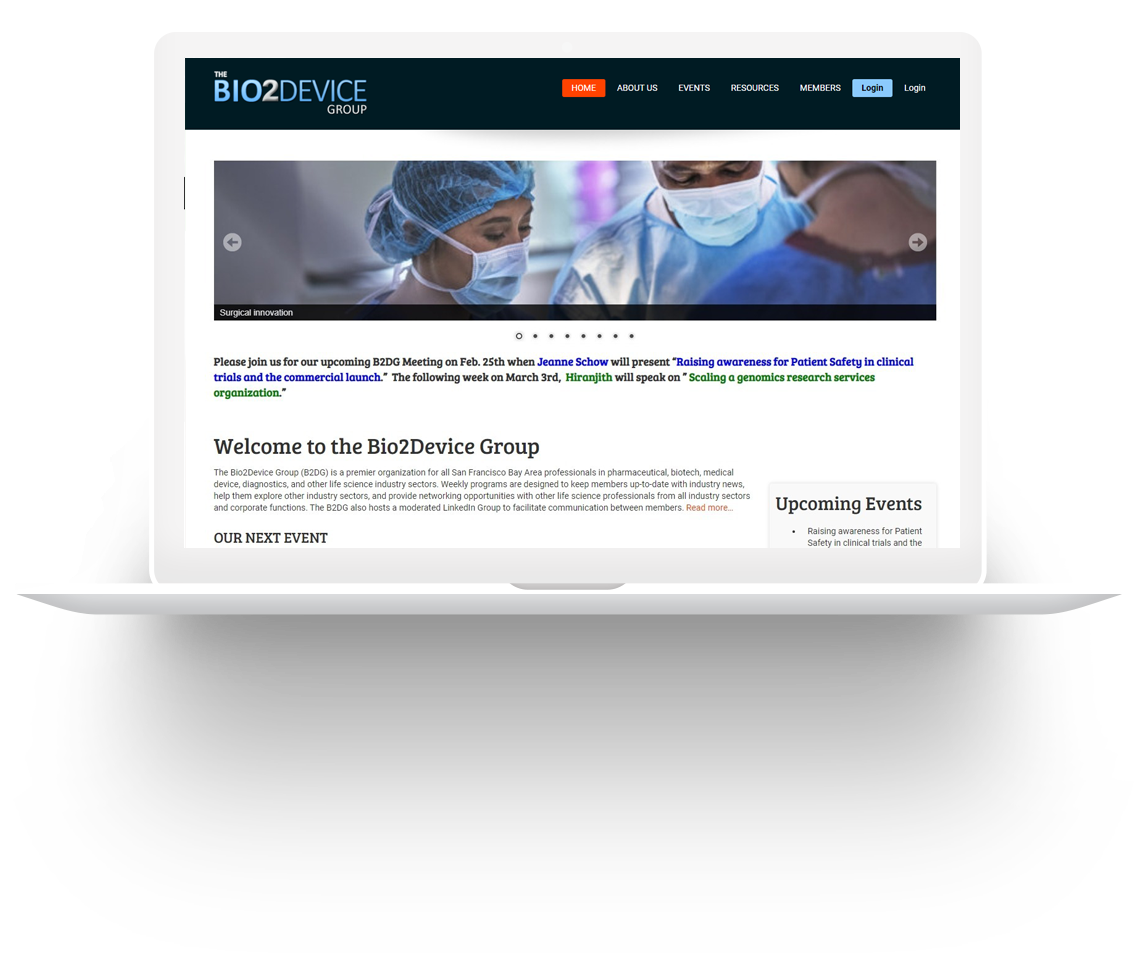 THE
BIO2DEVICE
GROUP
HOME ABOUT US EVENTS RESOURCES MEMBERS Login Login
Surgical innovation
Please join us for our upcoming B2DG Meeting on Feb. 25th when Jeanne Schow will present “Raising awareness for Patient Safety in clinical
trials and the commercial launch.” The following week on March 3rd, Hiranjith will speak on ” Scaling a genomics research services
organization.”
Welcome to the Bio2Device Group
The Bio2Device Group (B2DG) is a premier organization for all San Francisco Bay Area professionals in pharmaceutical, biotech, medical
device, diagnostics, and other life science industry sectors. Weekly programs are designed to keep members up-to-date with industry news,
help them explore other industry sectors, and provide networking opportunities with other life science professionals from all industry sectors
and corporate functions. The B2DG also hosts a moderated LinkedIn Group to facilitate communication between members. Read more...
OUR NEXT EVENT
Upcoming Events
• Raising awareness for Patient
Safety in clinical trials and the